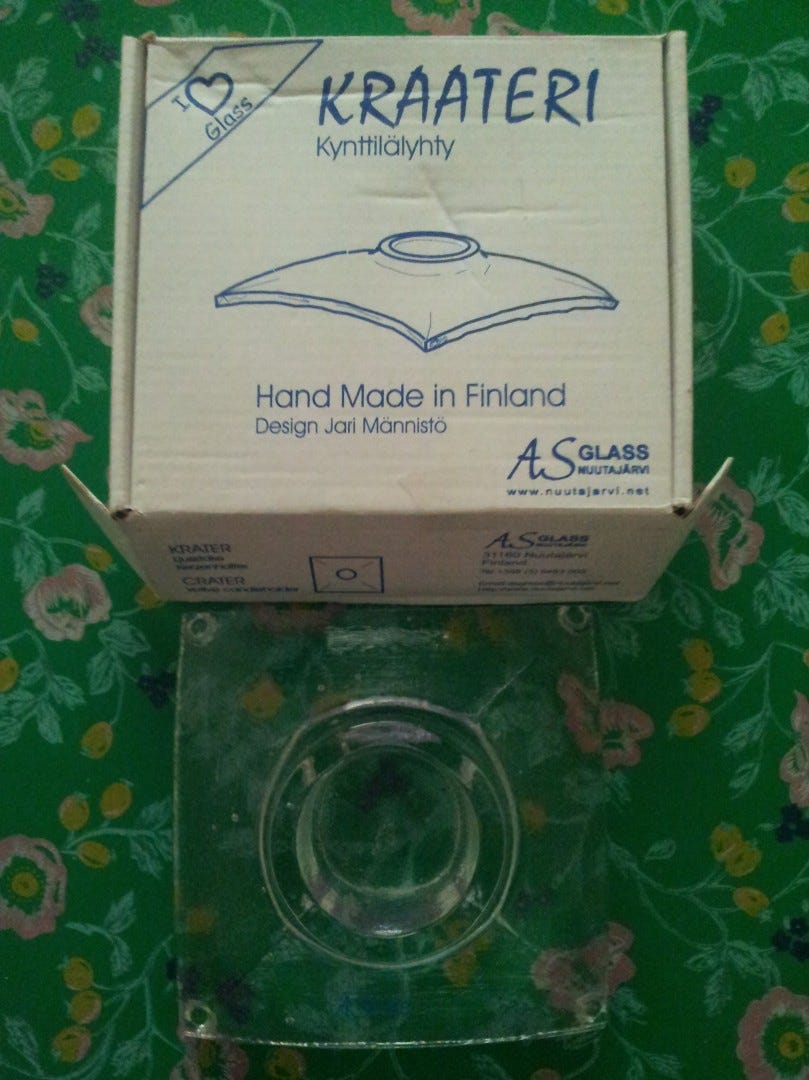 I ♡
Glass
KRAATERI
Kynttilälyhty
Hand Made in Finland
Design Jari Männistö
AS GLASS
NUUTAJÄRVI
www.nuutajarvi.net
KRATER
CRATER
AS GLASS
NUUTAJÄRVI
31160 Nuutajärvi
Finland